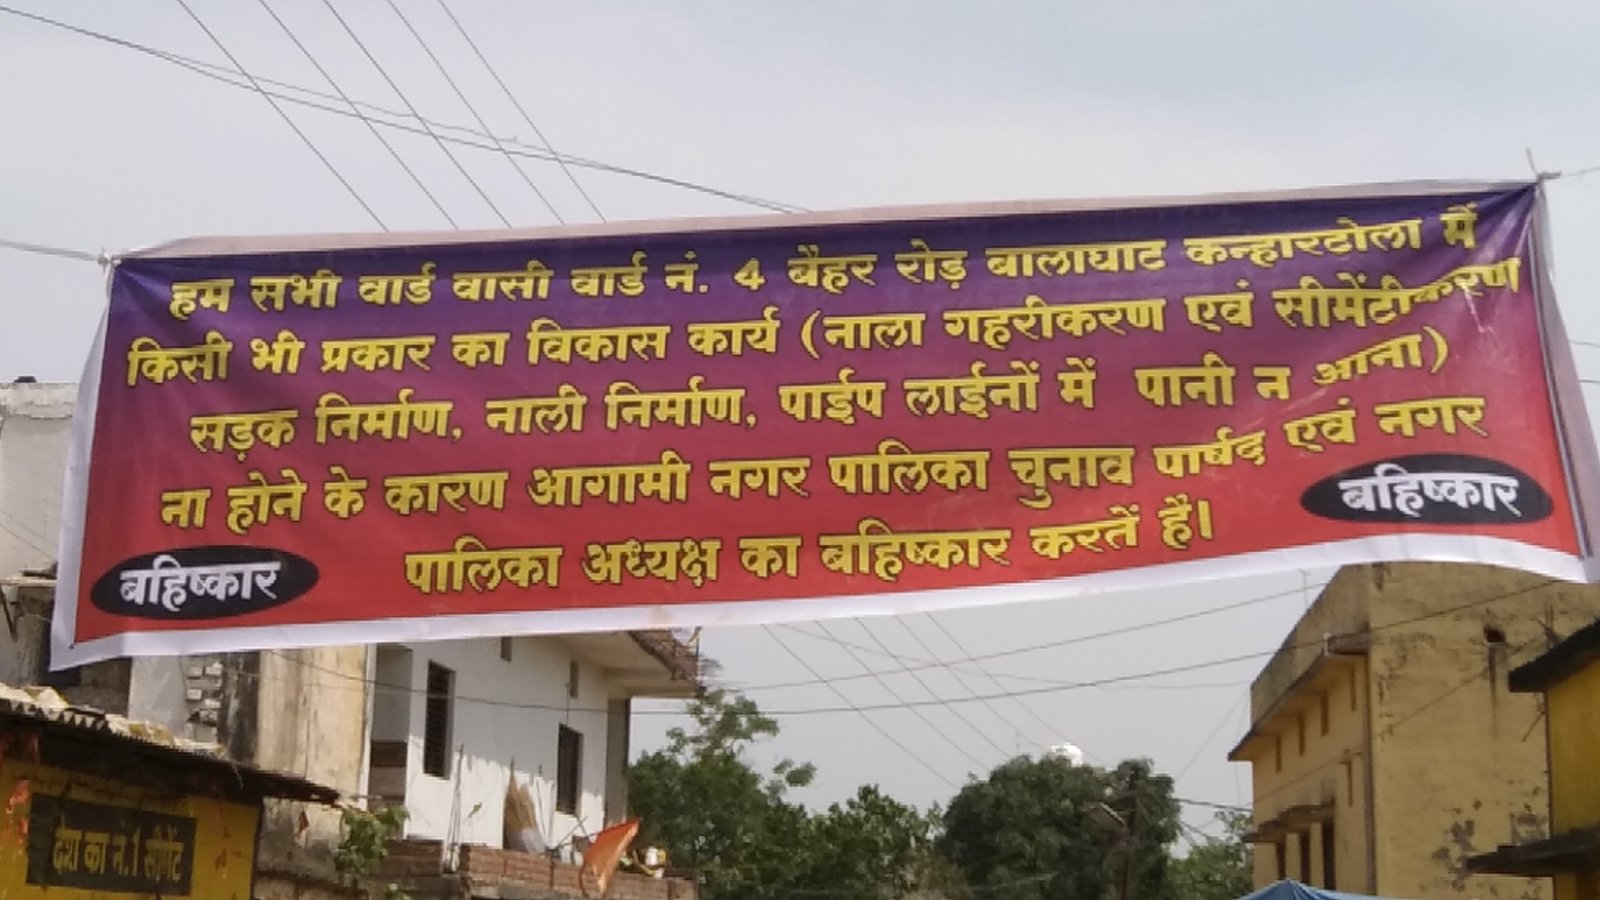 हम सभी वार्ड वासी वार्ड नं. 4 बैहर रोड़ बालाघाट कन्हारटोला में
किसी भी प्रकार का विकास कार्य (नाला गहरीकरण एवं सीमेंटीकरण
सड़क निर्माण, नाली निर्माण, पाईप लाईनों में पानी न आना)
ना होने के कारण आगामी नगर पालिका चुनाव पार्षद एवं नगर
पालिका अध्यक्ष का बहिष्कार करतें हैं।
बहिष्कार
बहिष्कार
देश का नं.1 सीमेंट